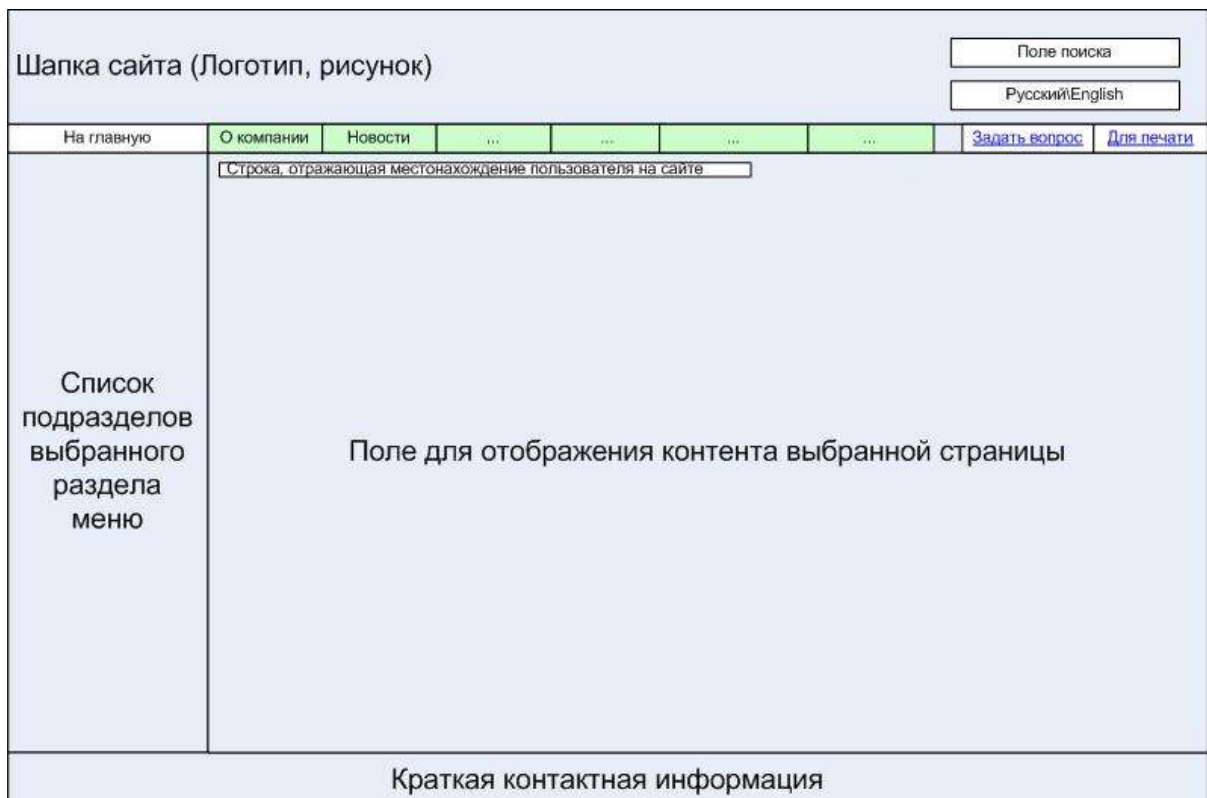 Шапка сайта (Логотип, рисунок)
Поле поиска
Русский\English
На главную
О компании
Новости
...
...
...
...
Задать вопрос
Для печати
Строка, отражающая местонахождение пользователя на сайте
Список
подразделов
выбранного
раздела
меню
Поле для отображения контента выбранной страницы
Краткая контактная информация